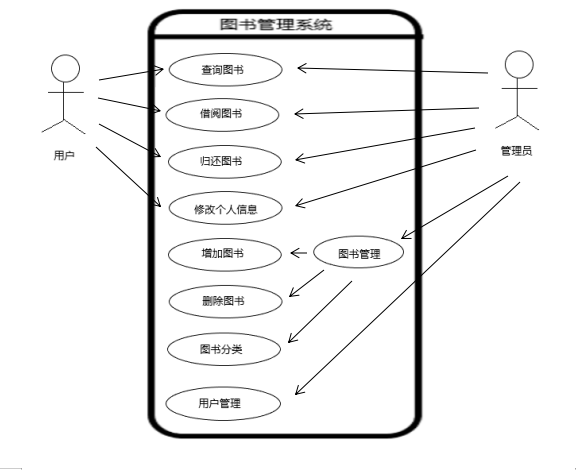 图书管理系统
查询图书
借阅图书
用户
归还图书
管理员
修改个人信息
增加图书
图书管理
删除图书
图书分类
用户管理